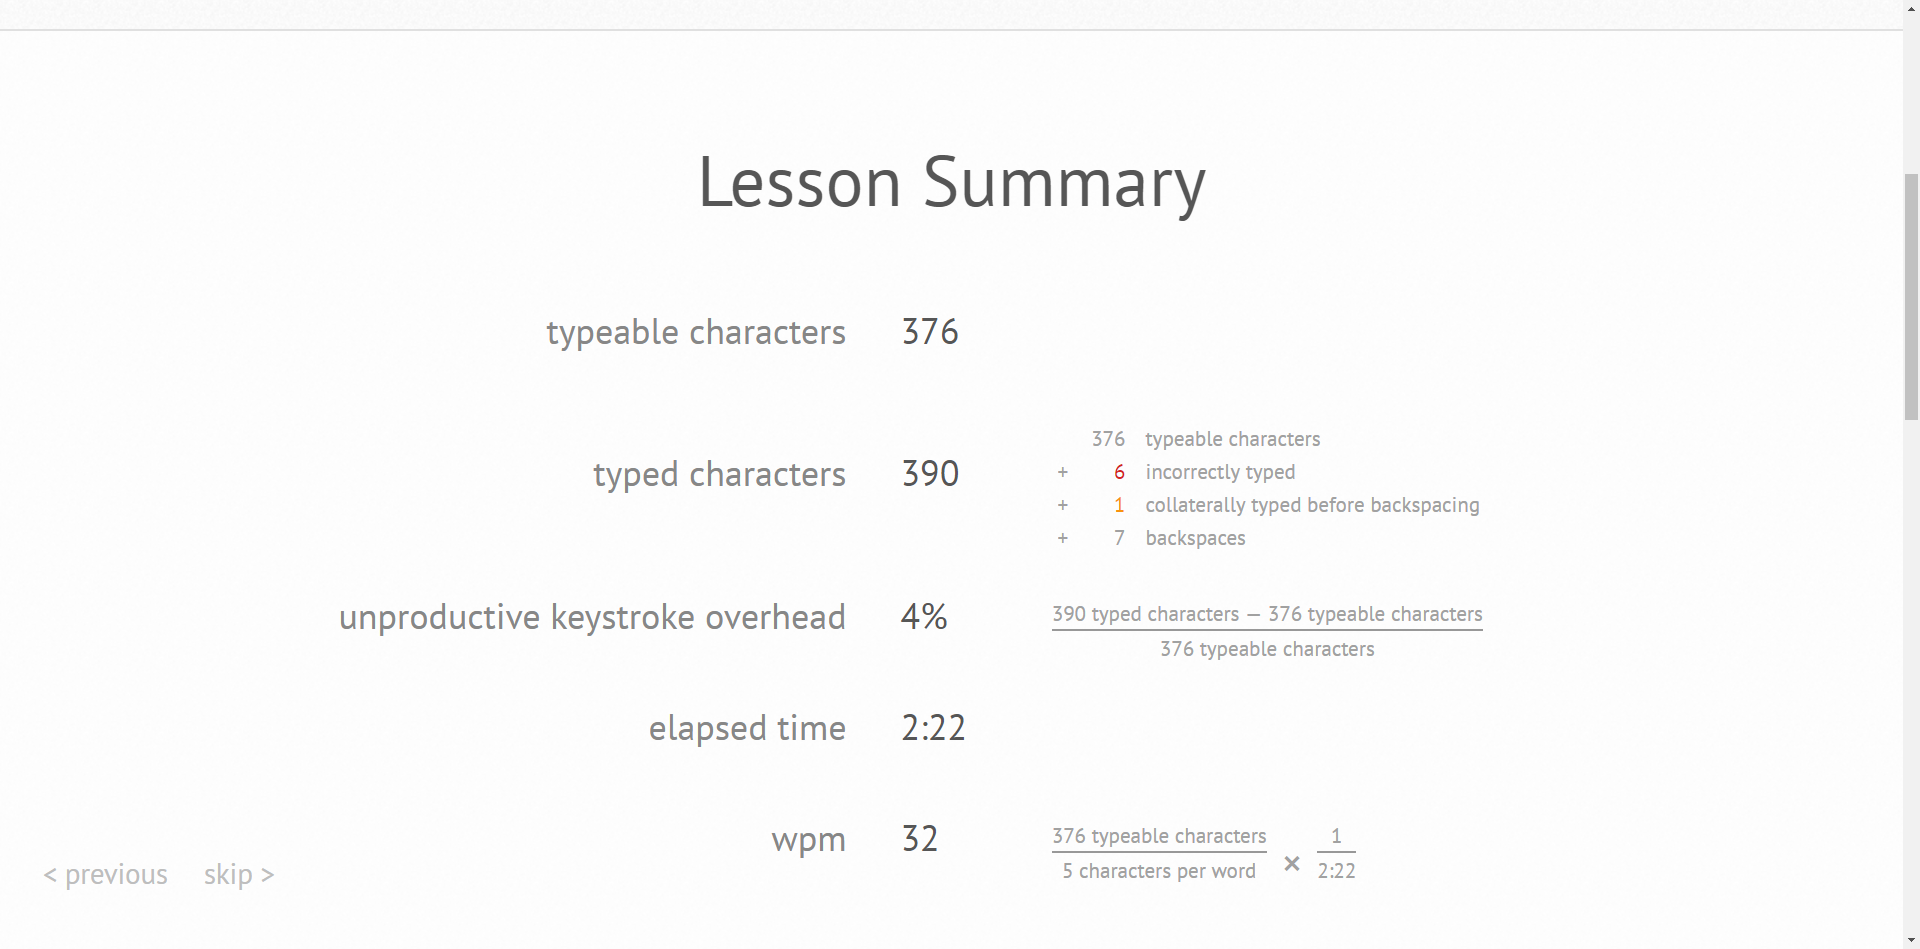 Lesson Summary
typeable characters 376
typed characters 390
376 typeable characters
+ 6 incorrectly typed
+ 1 collaterally typed before backspacing
+ 7 backspaces
unproductive keystroke overhead 4%
390 typed characters — 376 typeable characters
376 typeable characters
elapsed time 2:22
wpm 32
376 typeable characters
5 characters per word
×
1
2:22
< previous skip >